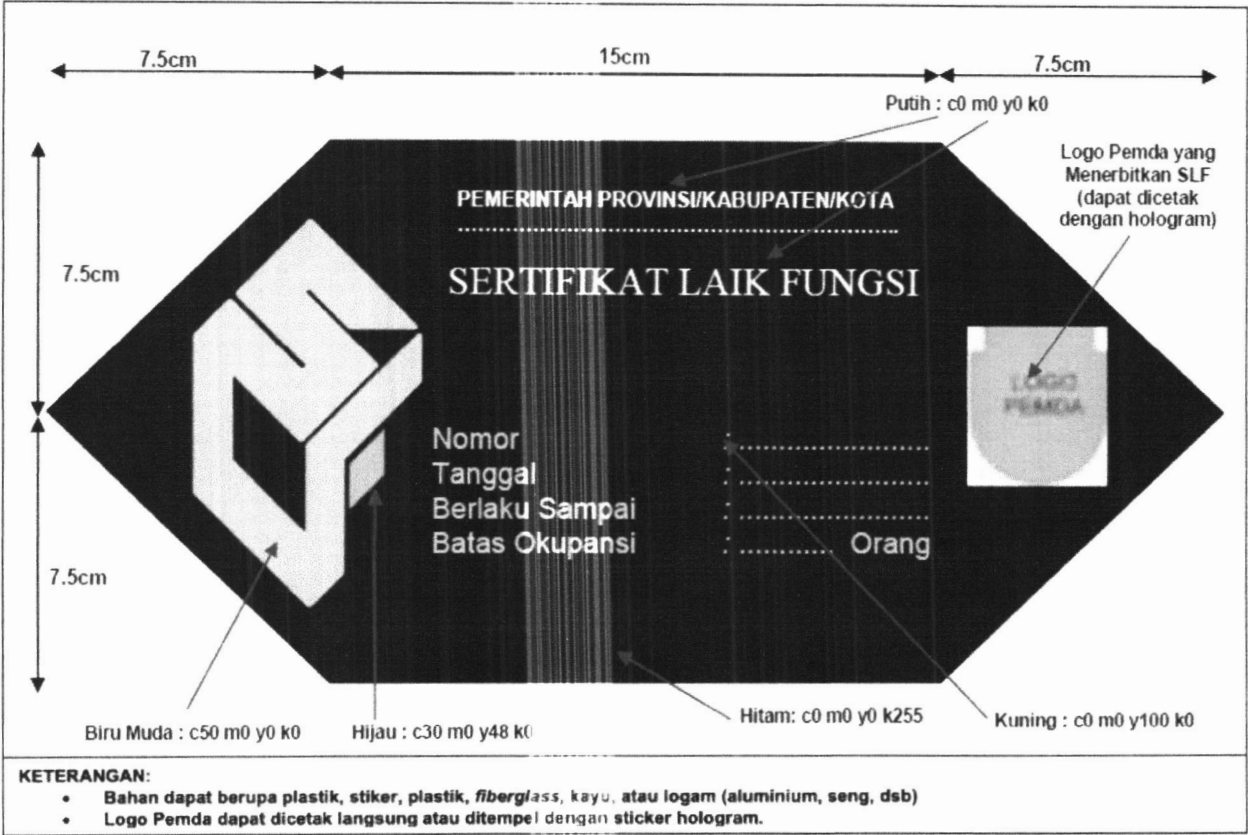 7.5cm
15cm
7.5cm
Putih : c0 m0 y0 k0
Logo Pemda yang
Menerbitkan SLF
(dapat dicetak
dengan hologram)
PEMERINTAH PROVINSI/KABUPATEN/KOTA
..........................................................
SERTIFIKAT LAIK FUNGSI
7.5cm
LOGO
PEMDA
Nomor : ..........................
Tanggal : ..........................
Berlaku Sampai : ..........................
Batas Okupansi : ............ Orang
7.5cm
Biru Muda : c50 m0 y0 k0
Hijau : c30 m0 y48 k0
Hitam: c0 m0 y0 k255
Kuning : c0 m0 y100 k0
KETERANGAN:
• Bahan dapat berupa plastik, stiker, plastik, fiberglass, kayu, atau logam (aluminium, seng, dsb)
• Logo Pemda dapat dicetak langsung atau ditempel dengan sticker hologram.